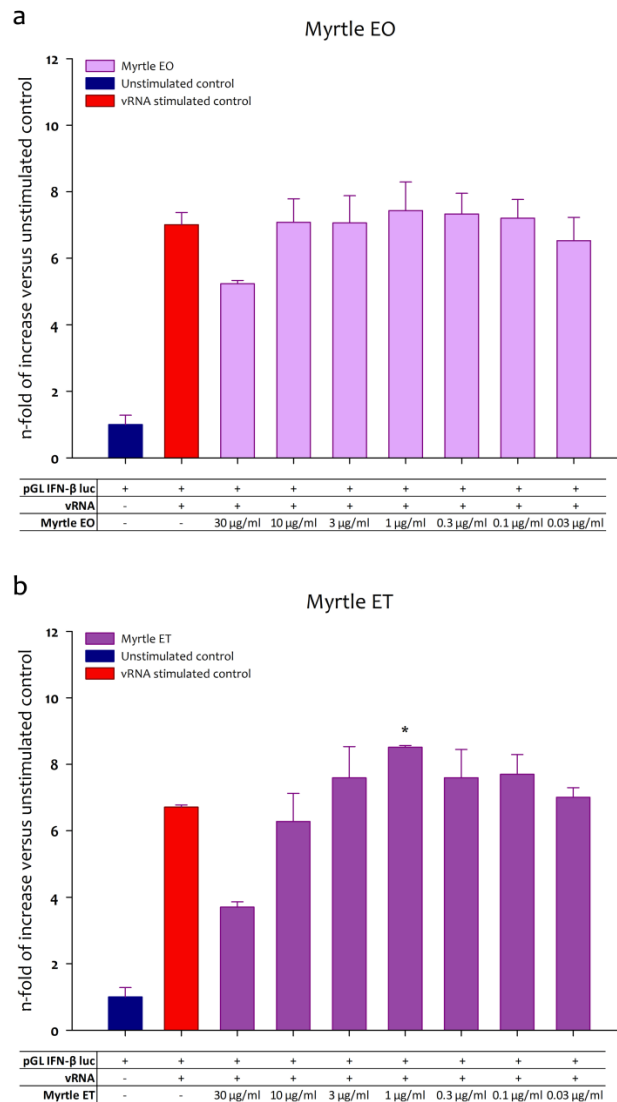 a
Myrtle EO
n-fold of increase versus unstimulated control
12
10
8
6
4
2
0
Myrtle EO
Unstimulated control
vRNA stimulated control
pGL IFN-β luc + + + + + + + + +
vRNA - + + + + + + + +
Myrtle EO - - 30 µg/ml 10 µg/ml 3 µg/ml 1 µg/ml 0.3 µg/ml 0.1 µg/ml 0.03 µg/ml
b
Myrtle ET
n-fold of increase versus unstimulated control
12
10
8
6
4
2
0
Myrtle ET
Unstimulated control
vRNA stimulated control
*
pGL IFN-β luc + + + + + + + + +
vRNA - + + + + + + + +
Myrtle ET - - 30 µg/ml 10 µg/ml 3 µg/ml 1 µg/ml 0.3 µg/ml 0.1 µg/ml 0.03 µg/ml